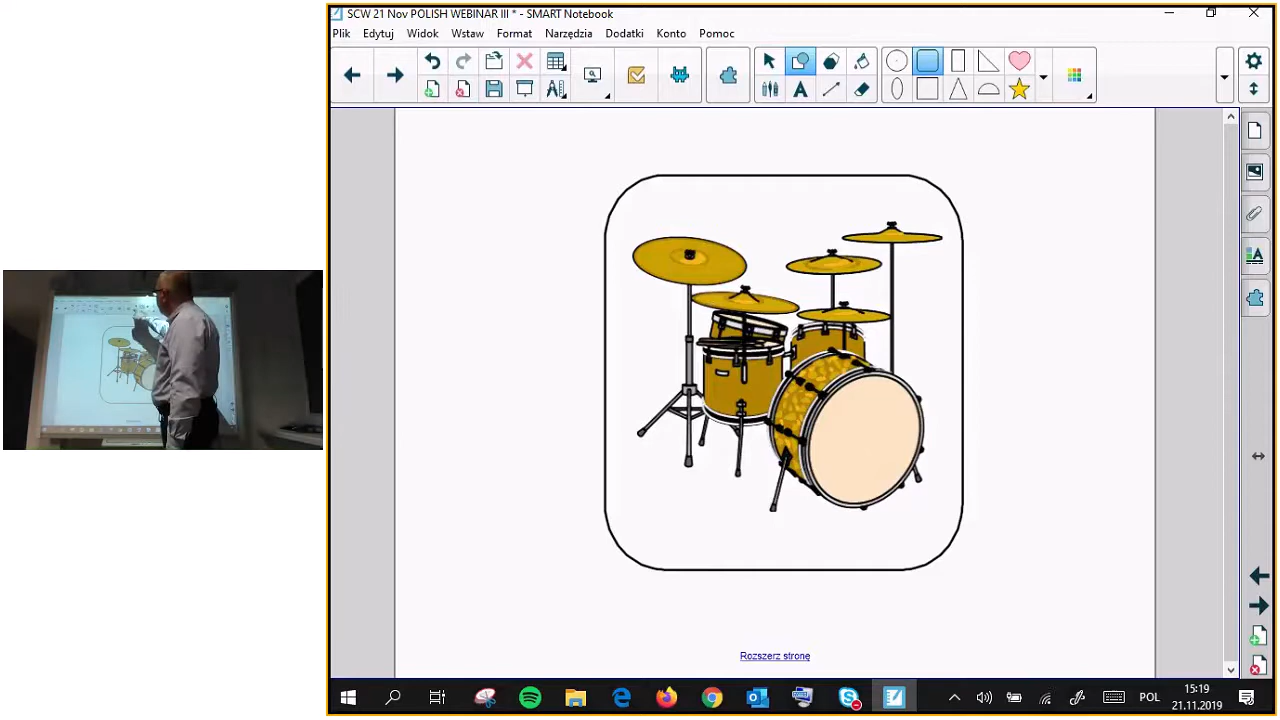 SCW 21 Nov POLISH WEBINAR III * - SMART Notebook
Plik Edytuj Widok Wstaw Format Narzędzia Dodatki Konto Pomoc
Rozszerz stronę
POL
15:19
21.11.2019